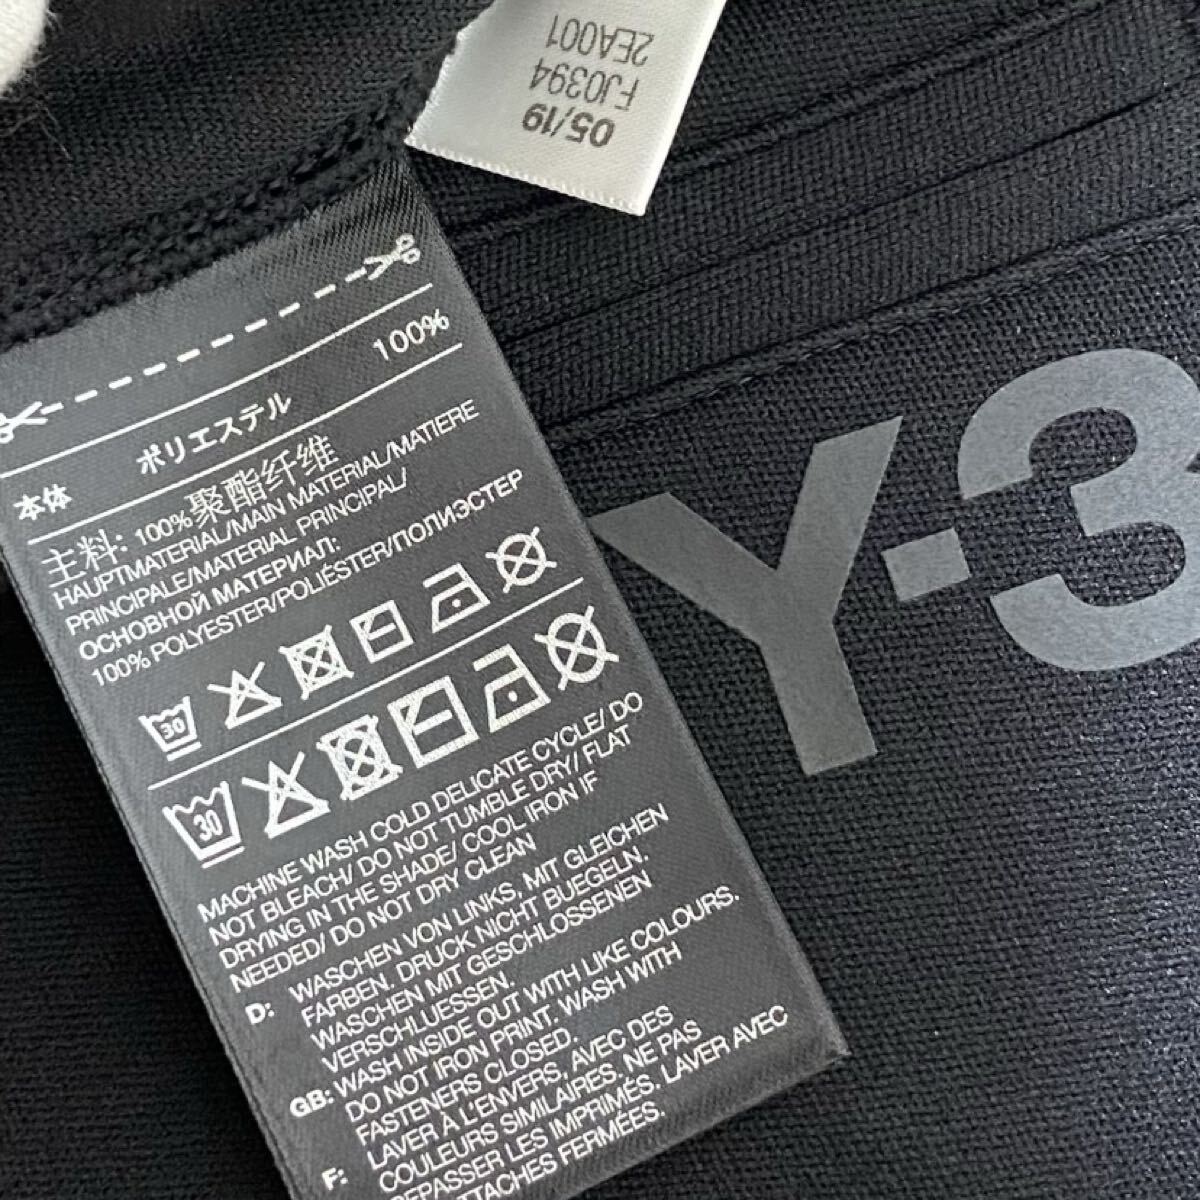 05/19
FJ0394
2EA001
Y-3
100%
本体 ポリエステル
主料: 100%聚酯纤维
HAUPTMATERIAL/MAIN MATERIAL/MATIERE
PRINCIPALE/MATERIAL PRINCIPAL/
ОСНОВНОЙ МАТЕРИАЛ:
100% POLYESTER/POLIÉSTER/ПОЛИЭСТЕР
30
30
MACHINE WASH COLD DELICATE CYCLE/ DO
NOT BLEACH/ DO NOT TUMBLE DRY/ FLAT
DRYING IN THE SHADE/ COOL IRON IF
NEEDED/ DO NOT DRY CLEAN
D: WASCHEN VON LINKS, MIT GLEICHEN
FARBEN. DRUCK NICHT BUEGELN.
WASCHEN MIT GESCHLOSSENEN
VERSCHLUESSEN.
GB: WASH INSIDE OUT WITH LIKE COLOURS.
DO NOT IRON PRINT. WASH WITH
FASTENERS CLOSED.
F: LAVER À L'ENVERS, AVEC DES
COULEURS SIMILAIRES. NE PAS
REPASSER LES IMPRIMÉS. LAVER AVEC
ATTACHES FERMÉES.